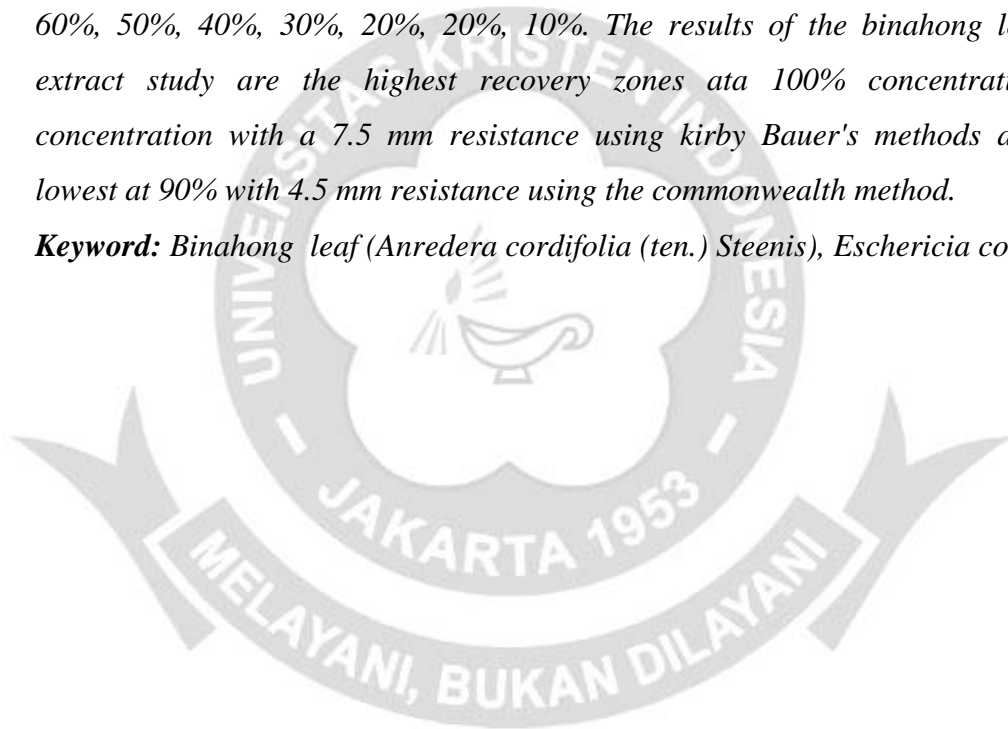 60%, 50%, 40%, 30%, 20%, 20%, 10%. The results of the binahong
extract study are the highest recovery zones ata 100%
concentration with a 7.5 mm resistance using kirby Bauer's methods
lowest at 90% with 4.5 mm resistance using the commonwealth method.
Keyword: Binahong leaf (Anredera cordifolia (ten.) Steenis), Eschericia
UNIVERSITAS KRISTEN INDONESIA
- JAKARTA 1953 -
MELAYANI, BUKAN DILAYANI